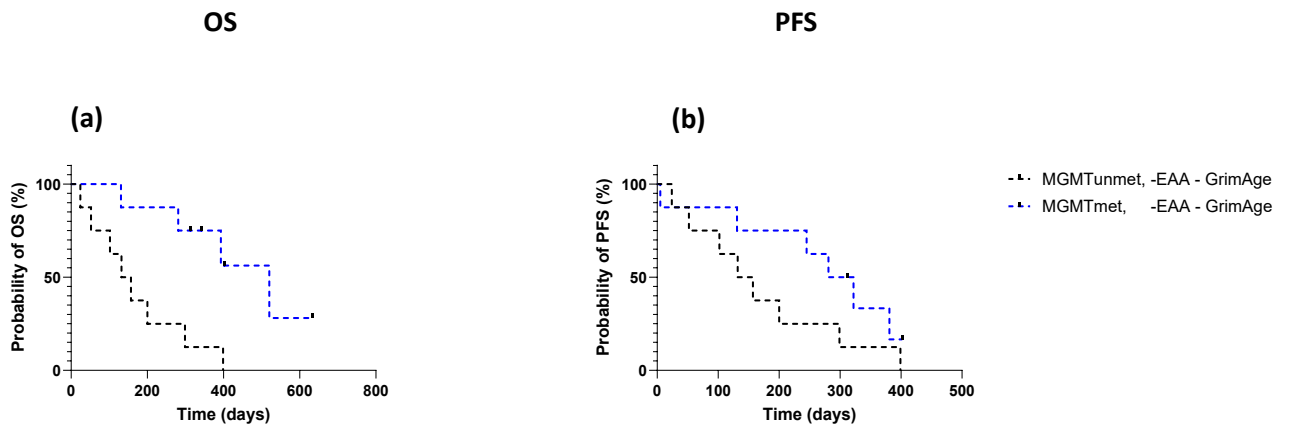 OS
PFS
(a)
(b)
Probability of OS (%)
100
50
0
0 200 400 600 800
Time (days)
Probability of PFS (%)
100
50
0
0 100 200 300 400 500
Time (days)
MGMTunmet, -EAA - GrimAge
MGMTmet, -EAA - GrimAge